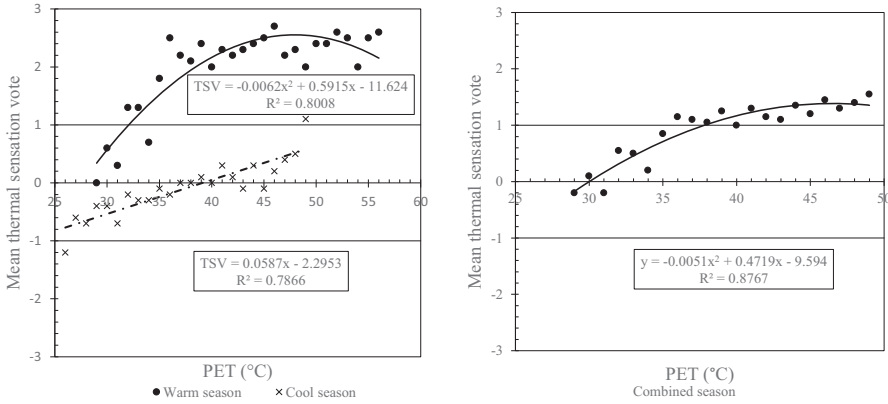 3
2
1
0
-1
-2
-3
25 30 35 40 45 50 55 60
Mean thermal sensation vote
TSV = -0.0062x² + 0.5915x - 11.624
R² = 0.8008
TSV = 0.0587x - 2.2953
R² = 0.7866
PET (°C)
Warm season Cool season
3
2
1
0
-1
-2
-3
25 30 35 40 45 50
Mean thermal sensation vote
y = -0.0051x² + 0.4719x - 9.594
R² = 0.8767
PET (°C)
Combined season